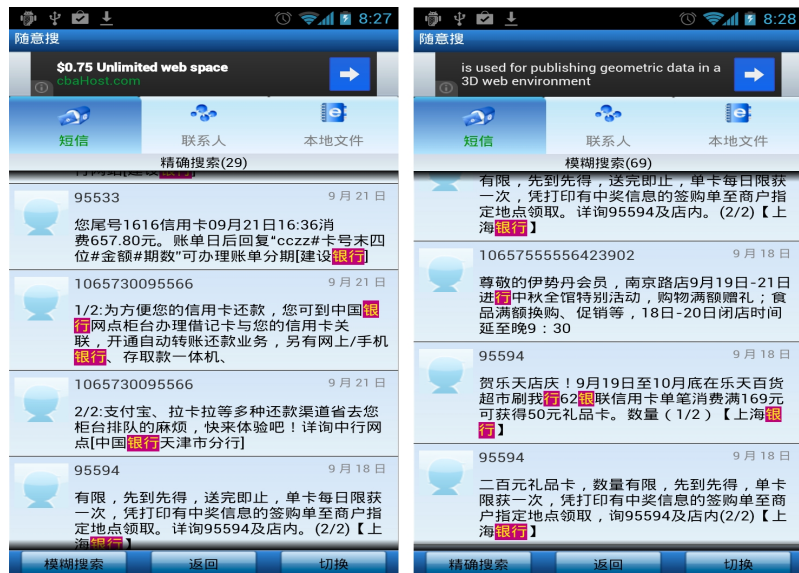 8:27
随意搜
$0.75 Unlimited web space
cbaHost.com
短信
联系人
本地文件
精确搜索(29)
行网站[建设银行]
95533
9月21日
您尾号1616信用卡09月21日16:36消
费657.80元。账单日后回复“cczz#卡号末四
位#金额#期数”可办理账单分期[建设银行]
1065730095566
9月21日
1/2:为方便您的信用卡还款，您可到中国银
行网点柜台办理借记卡与您的信用卡关
联，开通自动转账还款业务，另有网上/手机
银行、存取款一体机、
1065730095566
9月21日
2/2:支付宝、拉卡拉等多种还款渠道省去您
柜台排队的麻烦，快来体验吧！详询中行网
点[中国银行天津市分行]
95594
9月18日
有限，先到先得，送完即止，单卡每日限获
一次，凭打印有中奖信息的签购单至商户指
定地点领取。详询95594及店内。(2/2)【上
海银行】
模糊搜索
返回
切换
8:28
随意搜
is used for publishing geometric data in a
3D web environment
短信
联系人
本地文件
模糊搜索(69)
有限，先到先得，送完即止，单卡每日限获
一次，凭打印有中奖信息的签购单至商户指
定地点领取。详询95594及店内。(2/2)【上
海银行】
10657555556423902
9月18日
尊敬的伊势丹会员，南京路店9月19日-21日
进行中秋全馆特别活动，购物满额赠礼；食
品满额换购、促销等，18日-20日闭店时间
延至晚9：30
95594
9月18日
贺乐天店庆！9月19日至10月底在乐天百货
超市刷我行62银联信用卡单笔消费满169元
可获得50元礼品卡。数量（1/2）【上海银
行】
95594
9月18日
二百元礼品卡，数量有限，先到先得，单卡
限获一次，凭打印有中奖信息的签购单至商
户指定地点领取，询95594及店内(2/2)【上
海银行】
精确搜索
返回
切换